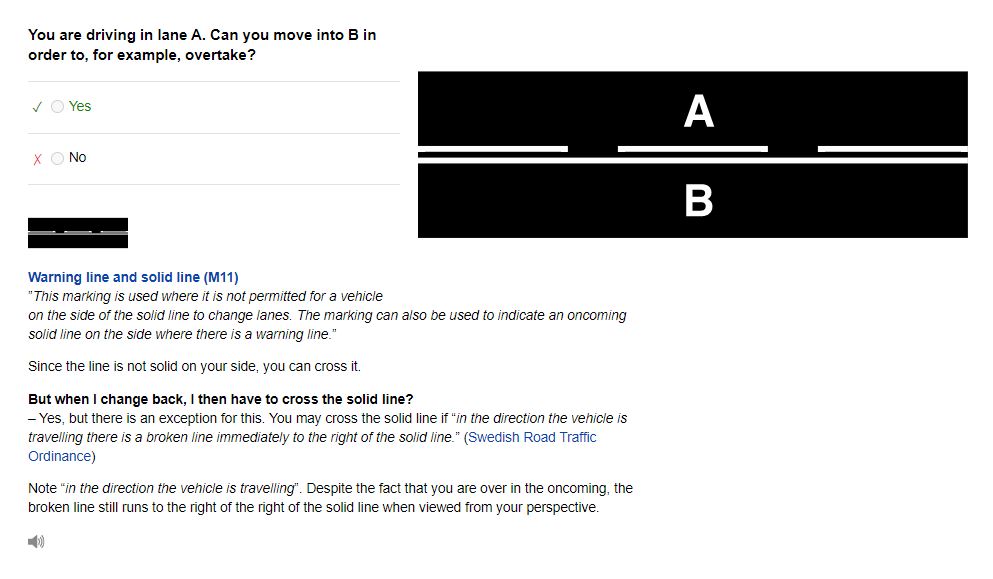 You are driving in lane A. Can you move into B in
order to, for example, overtake?
✓ Yes
✗ No
A
B
Warning line and solid line (M11)
"This marking is used where it is not permitted for a vehicle
on the side of the solid line to change lanes. The marking can also be used to indicate an oncoming
solid line on the side where there is a warning line."
Since the line is not solid on your side, you can cross it.
But when I change back, I then have to cross the solid line?
– Yes, but there is an exception for this. You may cross the solid line if "in the direction the vehicle is
travelling there is a broken line immediately to the right of the solid line." (Swedish Road Traffic
Ordinance)
Note "in the direction the vehicle is travelling". Despite the fact that you are over in the oncoming, the
broken line still runs to the right of the right of the solid line when viewed from your perspective.